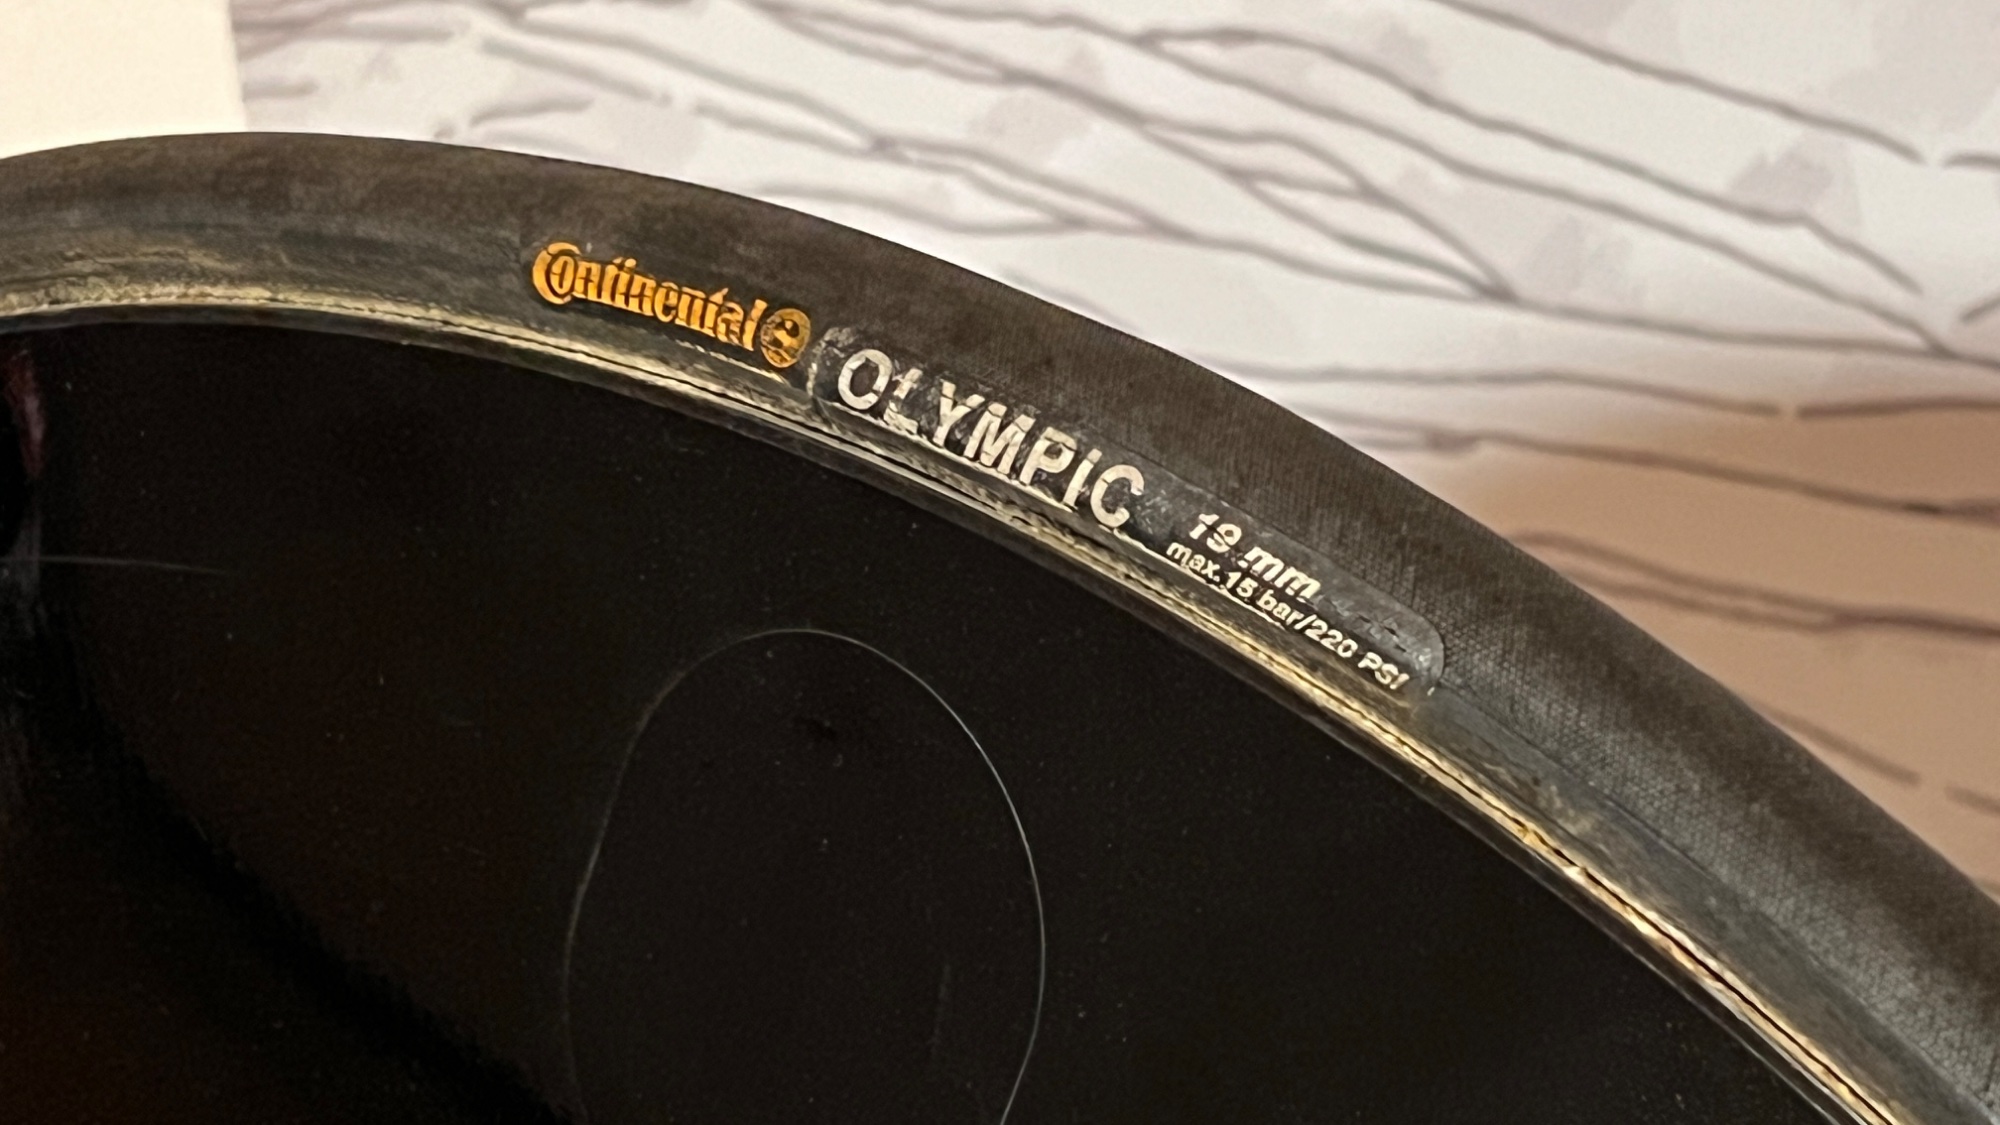 Continental
OLYMPIC
19 mm
max. 15 bar/220 PSI